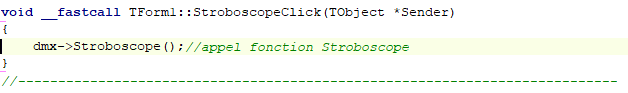 void __fastcall TForm1::StroboscopeClick(TObject *Sender)
{
dmx->Stroboscope();//appel fonction Stroboscope
}
//---------------------------------------------------------------------------